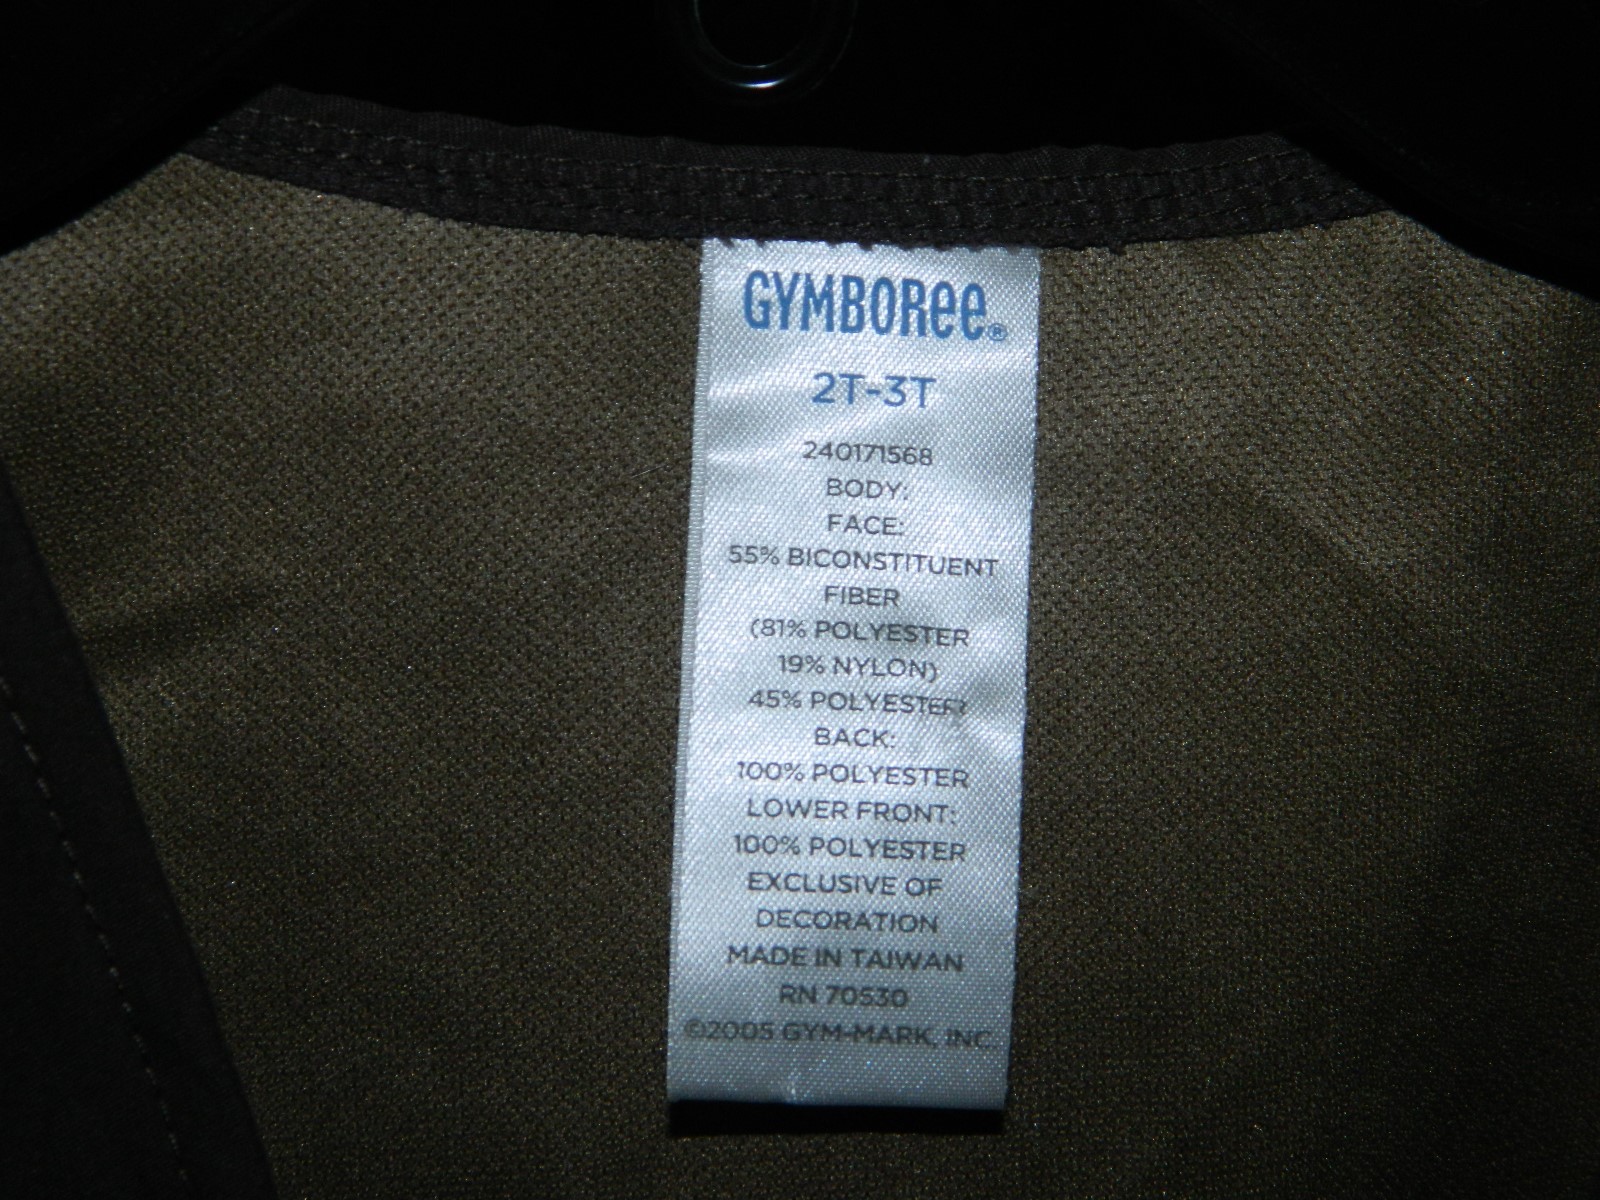 GYMBOREE®
2T-3T
240171568
BODY:
FACE:
55% BICONSTITUENT
FIBER
(81% POLYESTER
19% NYLON)
45% POLYESTER
BACK:
100% POLYESTER
LOWER FRONT:
100% POLYESTER
EXCLUSIVE OF
DECORATION
MADE IN TAIWAN
RN 70530
©2005 GYM-MARK, INC.